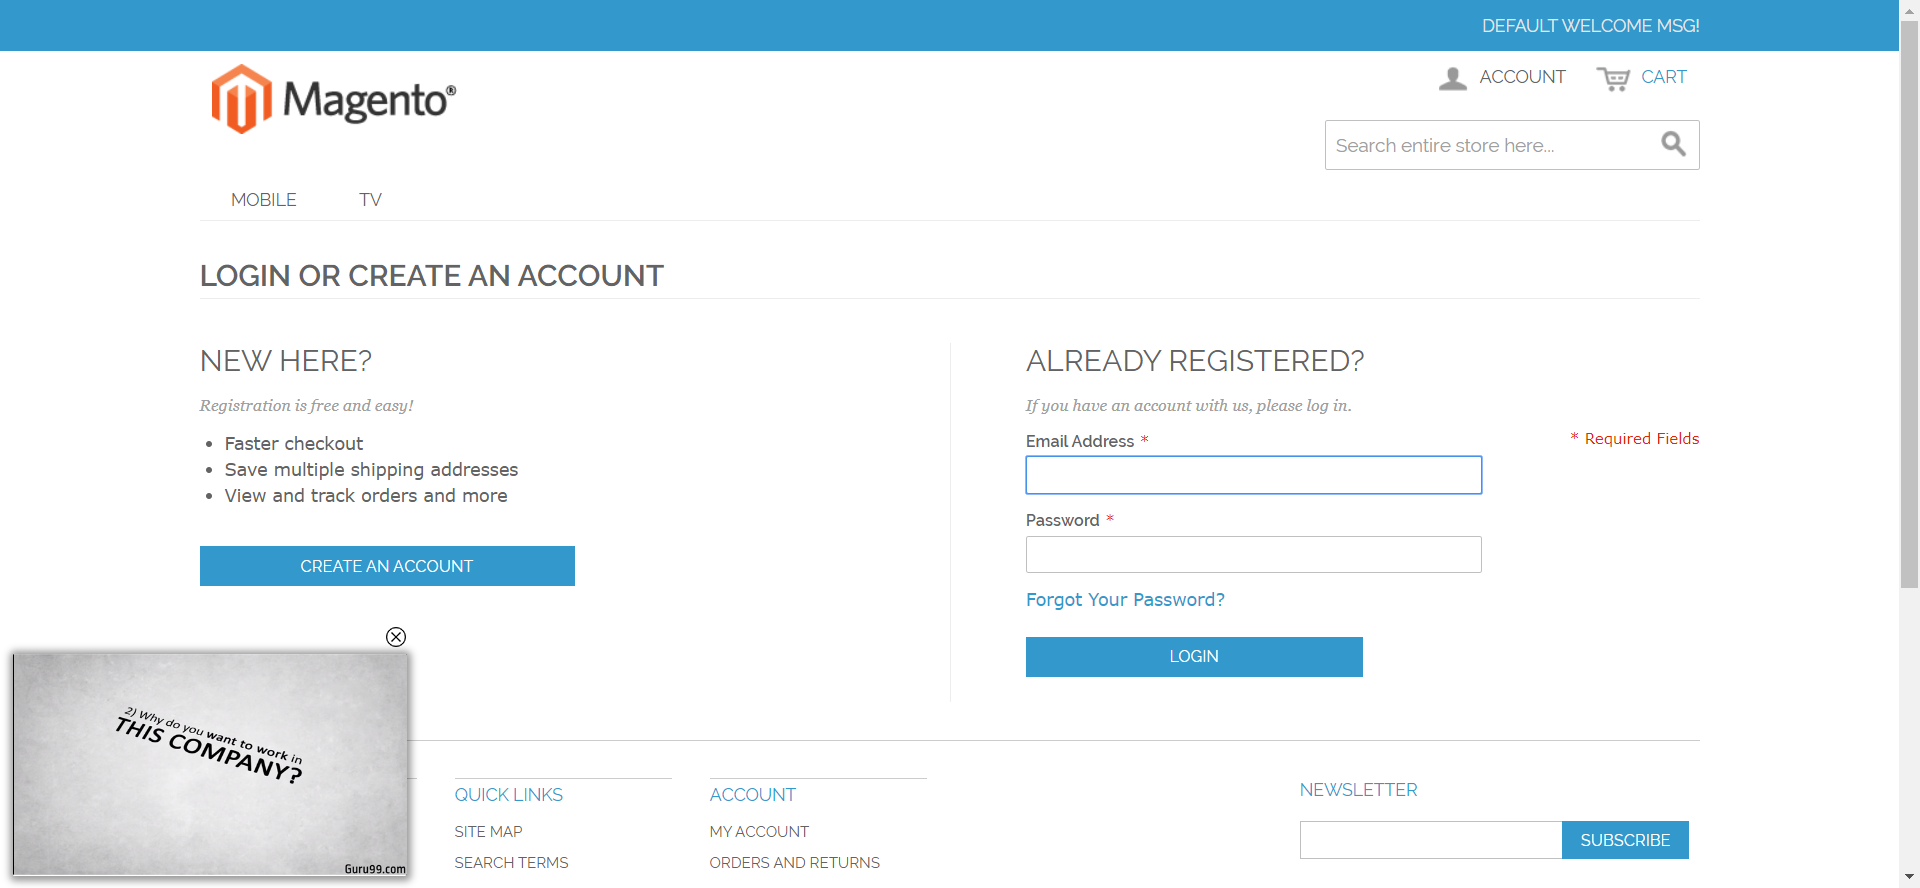 DEFAULT WELCOME MSG!
Magento®
ACCOUNT
CART
Search entire store here...
MOBILE
TV
LOGIN OR CREATE AN ACCOUNT
NEW HERE?
Registration is free and easy!
Faster checkout
Save multiple shipping addresses
View and track orders and more
CREATE AN ACCOUNT
ALREADY REGISTERED?
If you have an account with us, please log in.
Email Address *
* Required Fields
Password *
Forgot Your Password?
LOGIN
2) Why do you want to work in
THIS COMPANY?
Guru99.com
QUICK LINKS
SITE MAP
SEARCH TERMS
ACCOUNT
MY ACCOUNT
ORDERS AND RETURNS
NEWSLETTER
SUBSCRIBE